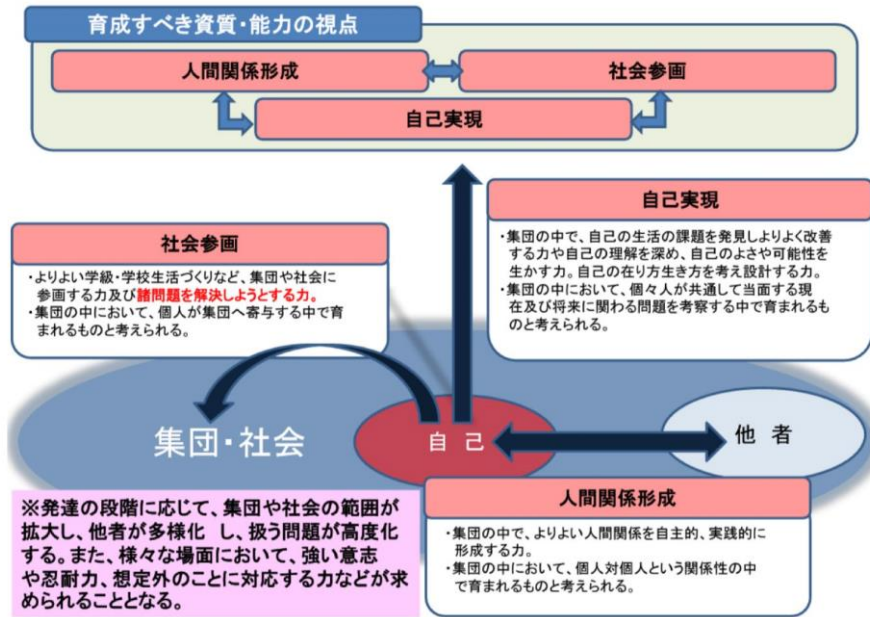 育成すべき資質・能力の視点
人間関係形成
社会参画
自己実現
自己実現
・集団の中で、自己の生活の課題を発見しよりよく改善
する力や自己の理解を深め、自己のよさや可能性を
生かす力。自己の在り方生き方を考え設計する力。
・集団の中において、個々人が共通して当面する現
在及び将来に関わる問題を考察する中で育まれるも
のと考えられる。
社会参画
・よりよい学級・学校生活づくりなど、集団や社会に
参画する力及び諸問題を解決しようとする力。
・集団の中において、個人が集団へ寄与する中で育
まれるものと考えられる。
集団・社会
自 己
他 者
人間関係形成
・集団の中で、よりよい人間関係を自主的、実践的に
形成する力。
・集団の中において、個人対個人という関係性の中
で育まれるものと考えられる。
※発達の段階に応じて、集団や社会の範囲が
拡大し、他者が多様化 し、扱う問題が高度化
する。また、様々な場面において、強い意志
や忍耐力、想定外のことに対応する力などが求
められることとなる。